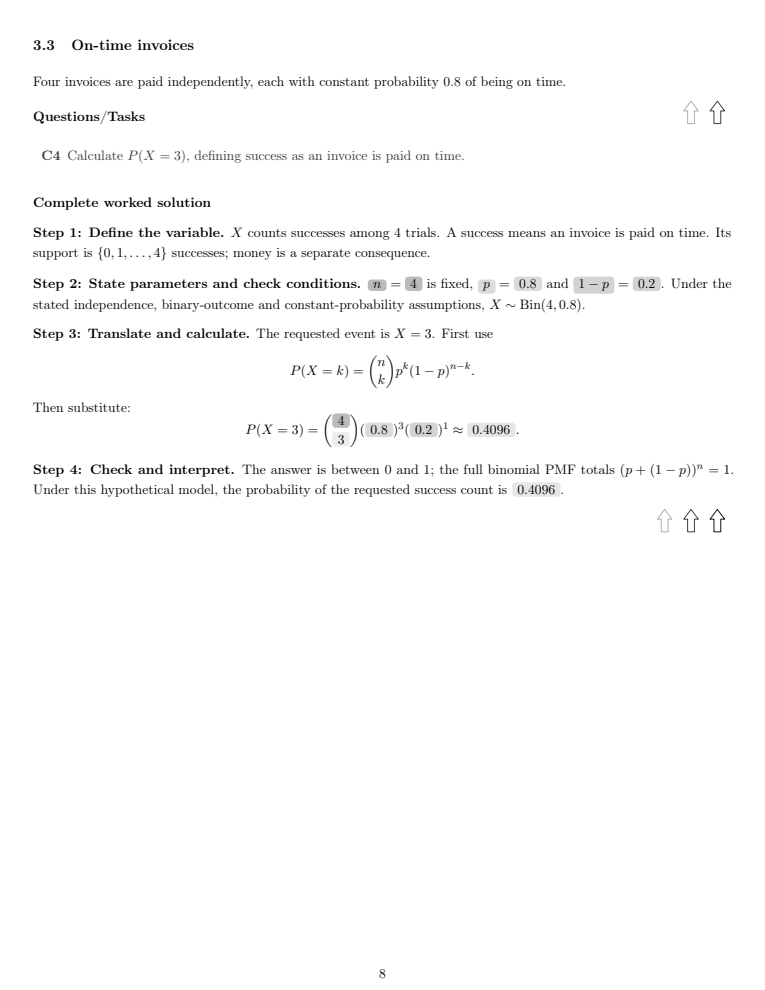 3.3 On-time invoices
Four invoices are paid independently, each with constant probability 0.8 of being on time.
Questions/Tasks
C4 Calculate P(X = 3), defining success as an invoice is paid on time.
Complete worked solution
Step 1: Define the variable. X counts successes among 4 trials. A success means an invoice is paid on time. Its
support is {0, 1, . . . , 4} successes; money is a separate consequence.
Step 2: State parameters and check conditions. n = 4 is fixed, p = 0.8 and 1 − p = 0.2 . Under the
stated independence, binary-outcome and constant-probability assumptions, X ∼ Bin(4, 0.8).
Step 3: Translate and calculate. The requested event is X = 3. First use
P(X = k) = (n k) p^k (1 − p)^{n−k}.
Then substitute:
P(X = 3) = (4 3) ( 0.8 )^3 ( 0.2 )^1 ≈ 0.4096 .
Step 4: Check and interpret. The answer is between 0 and 1; the full binomial PMF totals (p + (1 − p))^n = 1.
Under this hypothetical model, the probability of the requested success count is 0.4096 .
8